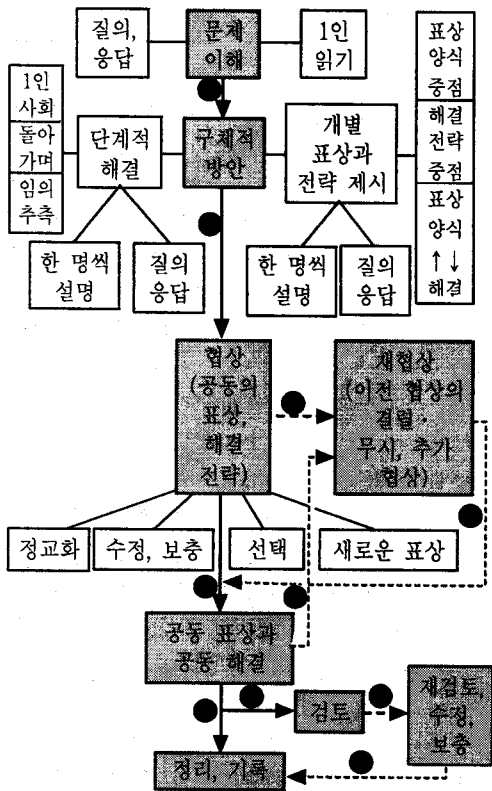 질의,
응답
문제
이해
1인
읽기
1인
사회
돌아
가며
임의
추측
단계적
해결
구체적
방안
개별
표상과
전략 제시
표상
양식
중점
해결
전략
중점
표상
양식
↑↓
해결
한 명씩
설명
질의
응답
한 명씩
설명
질의
응답
협상
(공동의
표상,
해결
전략)
재협상
(이전 협상의
결렬·
무시, 추가
협상)
정교화
수정, 보충
선택
새로운 표상
공동 표상과
공동 해결
검토
재검토,
수정,
보충
정리, 기록